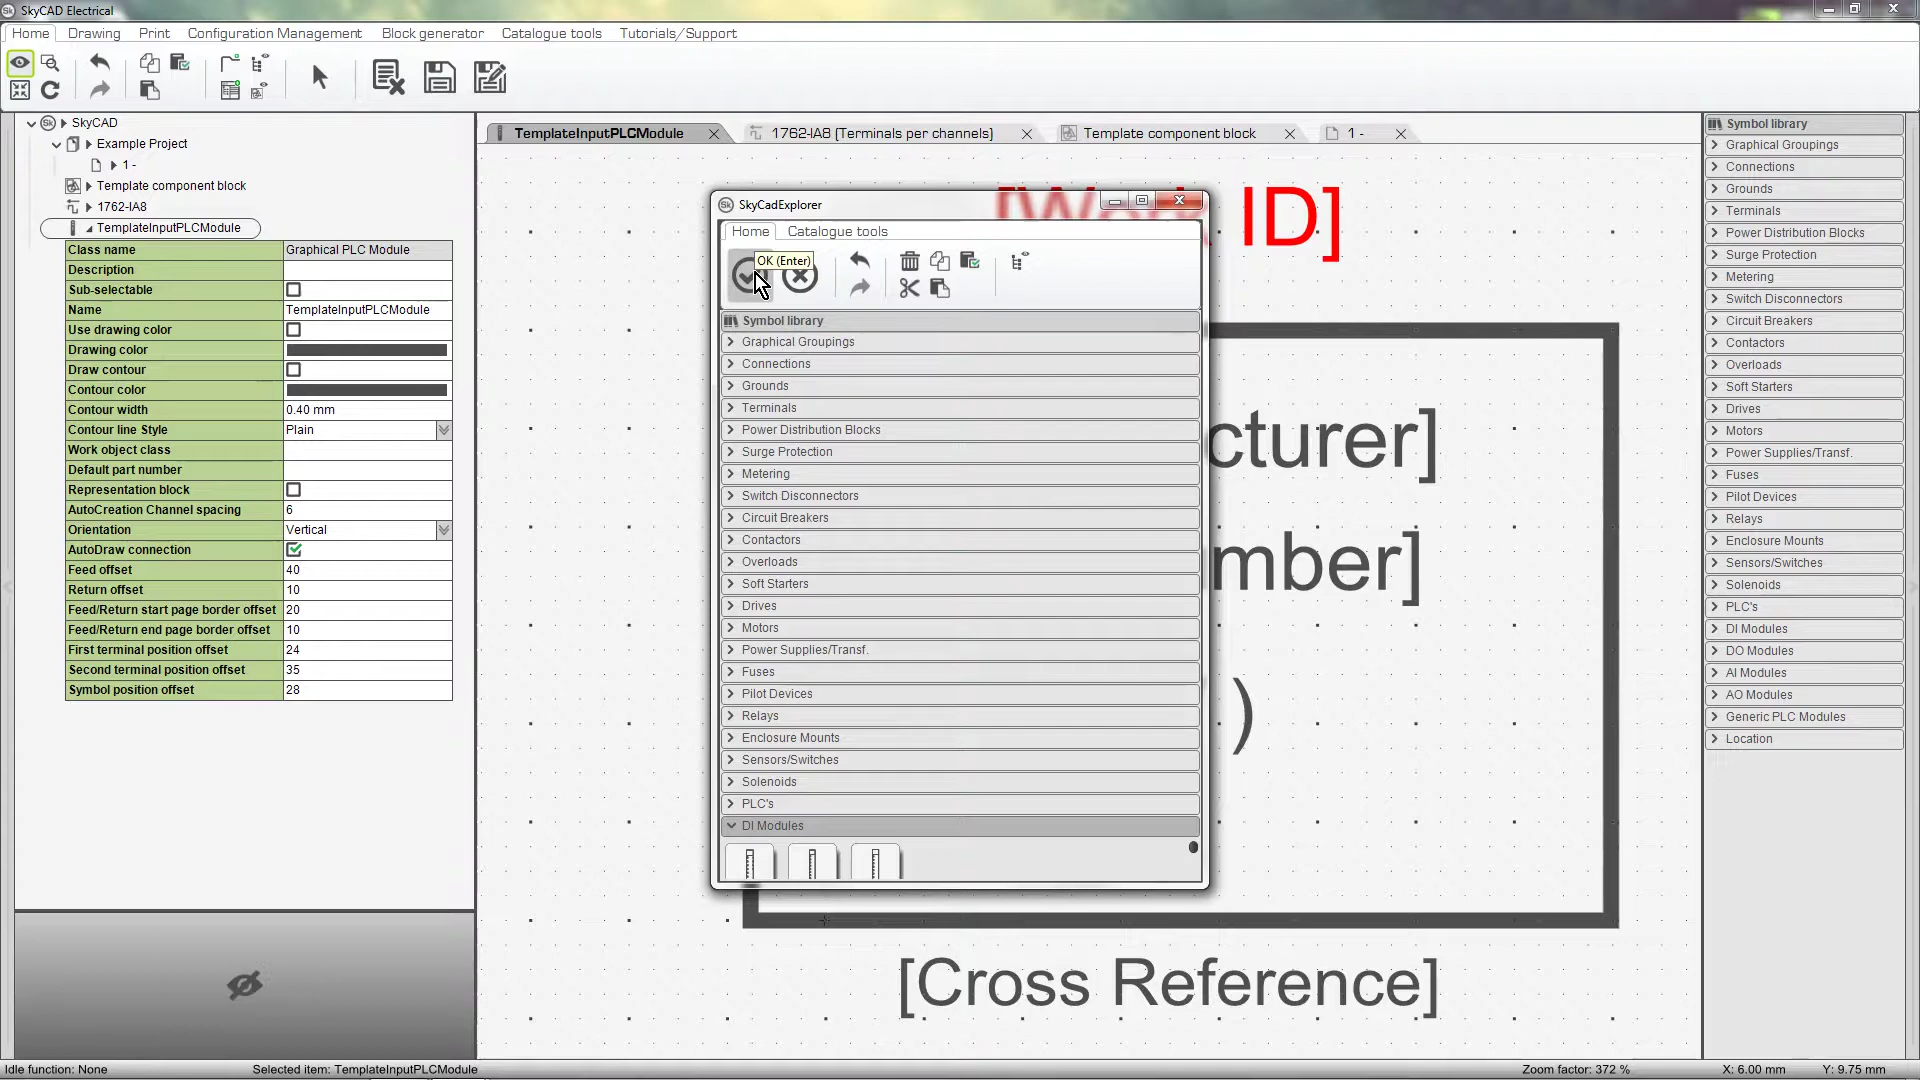 SkyCAD Electrical
Home Drawing Print Configuration Management Block generator Catalogue tools Tutorials/Support
SkyCAD
Example Project
1 -
Template component block
1762-IA8
TemplateInputPLCModule
Class name Graphical PLC Module
Description
Sub-selectable
Name TemplateInputPLCModule
Use drawing color
Drawing color
Draw contour
Contour color
Contour width 0.40 mm
Contour line Style Plain
Work object class
Default part number
Representation block
AutoCreation Channel spacing 6
Orientation Vertical
AutoDraw connection
Feed offset 40
Return offset 10
Feed/Return start page border offset 20
Feed/Return end page border offset 10
First terminal position offset 24
Second terminal position offset 35
Symbol position offset 28
TemplateInputPLCModule 1762-IA8 [Terminals per channels] Template component block 1 -
ID]
cturer]
mber]
)
[Cross Reference]
SkyCadExplorer
Home Catalogue tools
OK (Enter)
Symbol library
Graphical Groupings
Connections
Grounds
Terminals
Power Distribution Blocks
Surge Protection
Metering
Switch Disconnectors
Circuit Breakers
Contactors
Overloads
Soft Starters
Drives
Motors
Power Supplies/Transf.
Fuses
Pilot Devices
Relays
Enclosure Mounts
Sensors/Switches
Solenoids
PLC's
DI Modules
Symbol library
Graphical Groupings
Connections
Grounds
Terminals
Power Distribution Blocks
Surge Protection
Metering
Switch Disconnectors
Circuit Breakers
Contactors
Overloads
Soft Starters
Drives
Motors
Power Supplies/Transf.
Fuses
Pilot Devices
Relays
Enclosure Mounts
Sensors/Switches
Solenoids
PLC's
DI Modules
DO Modules
AI Modules
AO Modules
Generic PLC Modules
Location
Idle function: None Selected item: TemplateInputPLCModule Zoom factor: 372 % X: 6.00 mm Y: 9.75 mm